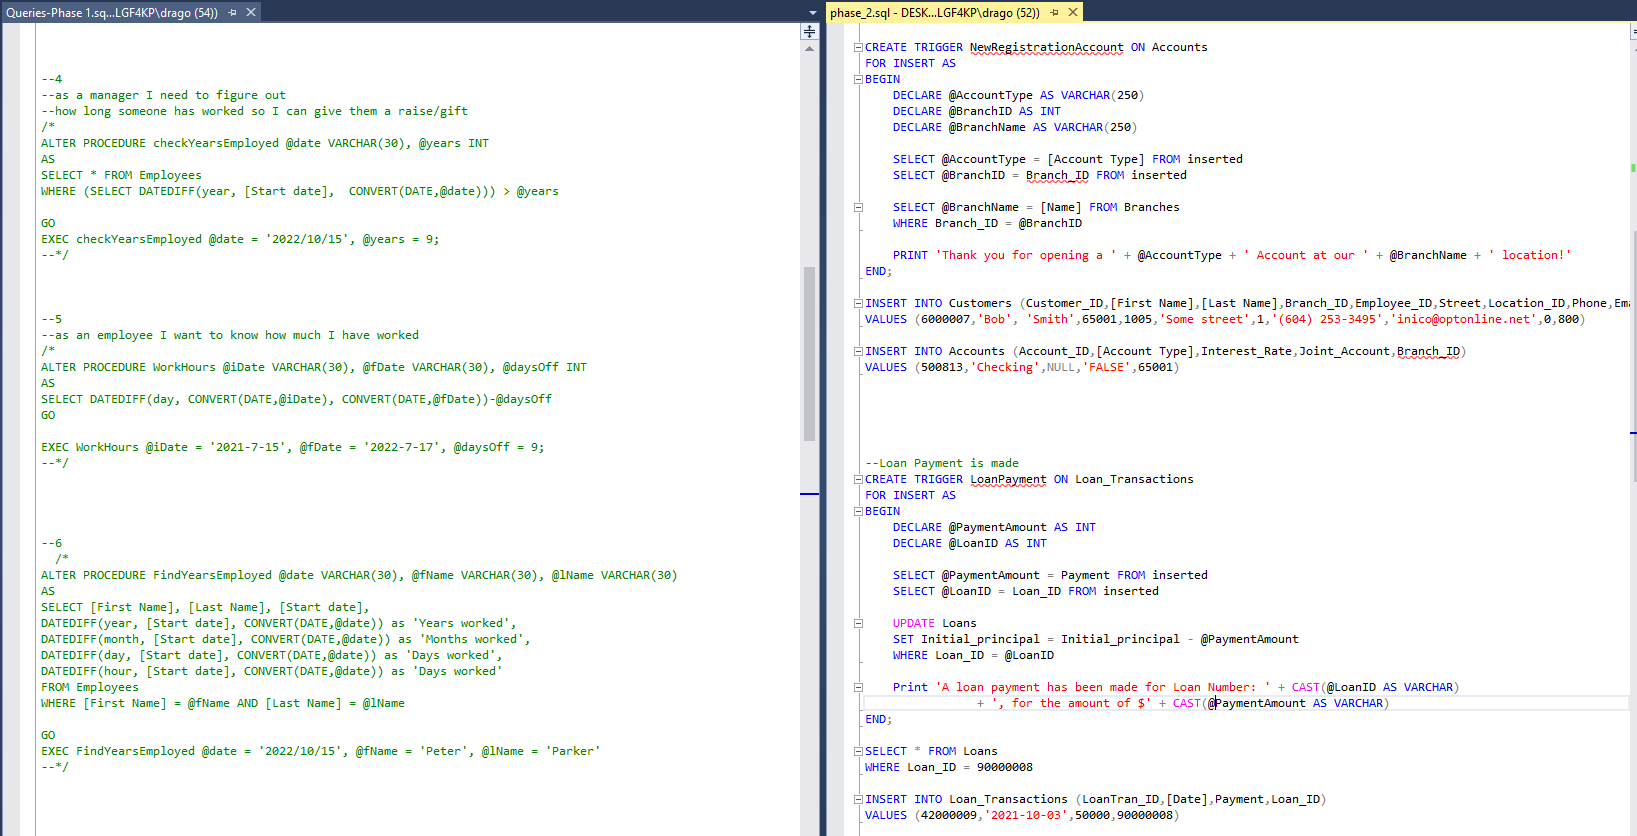 Queries-Phase 1.sq...LGF4KP\drago (54))
--4
--as a manager I need to figure out
--how long someone has worked so I can give them a raise/gift
/*
ALTER PROCEDURE checkYearsEmployed @date VARCHAR(30), @years INT
AS
SELECT * FROM Employees
WHERE (SELECT DATEDIFF(year, [Start date],  CONVERT(DATE,@date))) > @years
GO
EXEC checkYearsEmployed @date = '2022/10/15', @years = 9;
--*/
--5
--as an employee I want to know how much I have worked
/*
ALTER PROCEDURE WorkHours @iDate VARCHAR(30), @fDate VARCHAR(30), @daysOff INT
AS
SELECT DATEDIFF(day, CONVERT(DATE,@iDate), CONVERT(DATE,@fDate))-@daysOff
GO
EXEC WorkHours @iDate = '2021-7-15', @fDate = '2022-7-17', @daysOff = 9;
--*/
--6
/*
ALTER PROCEDURE FindYearsEmployed @date VARCHAR(30), @fName VARCHAR(30), @lName VARCHAR(30)
AS
SELECT [First Name], [Last Name], [Start date],
DATEDIFF(year, [Start date], CONVERT(DATE,@date)) as 'Years worked',
DATEDIFF(month, [Start date], CONVERT(DATE,@date)) as 'Months worked',
DATEDIFF(day, [Start date], CONVERT(DATE,@date)) as 'Days worked',
DATEDIFF(hour, [Start date], CONVERT(DATE,@date)) as 'Days worked'
FROM Employees
WHERE [First Name] = @fName AND [Last Name] = @lName
GO
EXEC FindYearsEmployed @date = '2022/10/15', @fName = 'Peter', @lName = 'Parker'
--*/
phase_2.sql - DESK...LGF4KP\drago (52))
CREATE TRIGGER NewRegistrationAccount ON Accounts
FOR INSERT AS
BEGIN
DECLARE @AccountType AS VARCHAR(250)
DECLARE @BranchID AS INT
DECLARE @BranchName AS VARCHAR(250)
SELECT @AccountType = [Account Type] FROM inserted
SELECT @BranchID = Branch_ID FROM inserted
SELECT @BranchName = [Name] FROM Branches
WHERE Branch_ID = @BranchID
PRINT 'Thank you for opening a ' + @AccountType + ' Account at our ' + @BranchName + ' location!'
END;
INSERT INTO Customers (Customer_ID,[First Name],[Last Name],Branch_ID,Employee_ID,Street,Location_ID,Phone,Ema
VALUES (6000007,'Bob', 'Smith',65001,1005,'Some street',1,'(604) 253-3495','inico@optonline.net',0,800)
INSERT INTO Accounts (Account_ID,[Account Type],Interest_Rate,Joint_Account,Branch_ID)
VALUES (500813,'Checking',NULL,'FALSE',65001)
--Loan Payment is made
CREATE TRIGGER LoanPayment ON Loan_Transactions
FOR INSERT AS
BEGIN
DECLARE @PaymentAmount AS INT
DECLARE @LoanID AS INT
SELECT @PaymentAmount = Payment FROM inserted
SELECT @LoanID = Loan_ID FROM inserted
UPDATE Loans
SET Initial_principal = Initial_principal - @PaymentAmount
WHERE Loan_ID = @LoanID
Print 'A loan payment has been made for Loan Number: ' + CAST(@LoanID AS VARCHAR)
+ ', for the amount of $' + CAST(@PaymentAmount AS VARCHAR)
END;
SELECT * FROM Loans
WHERE Loan_ID = 90000008
INSERT INTO Loan_Transactions (LoanTran_ID,[Date],Payment,Loan_ID)
VALUES (42000009,'2021-10-03',50000,90000008)